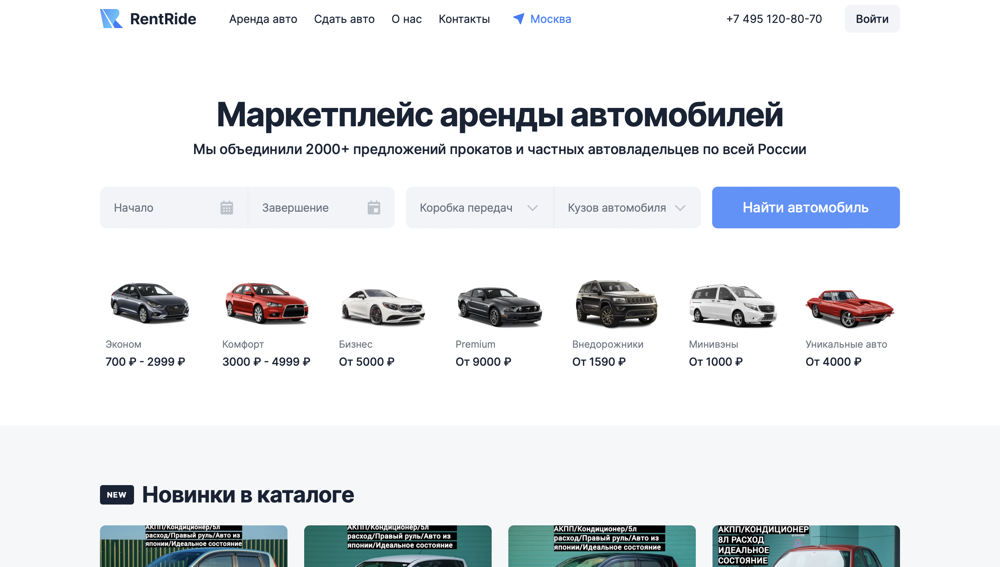 RentRide
Аренда авто
Сдать авто
О нас
Контакты
Москва
+7 495 120-80-70
Войти
Маркетплейс аренды автомобилей
Мы объединили 2000+ предложений прокатов и частных автовладельцев по всей России
Начало
Завершение
Коробка передач
Кузов автомобиля
Найти автомобиль
Эконом
700 ₽ - 2999 ₽
Комфорт
3000 ₽ - 4999 ₽
Бизнес
От 5000 ₽
Premium
От 9000 ₽
Внедорожники
От 1590 ₽
Минивэны
От 1000 ₽
Уникальные авто
От 4000 ₽
NEW
Новинки в каталоге
АКПП/Кондиционер/5л
расход/Правый руль/Авто из
японии/Идеальное состояние
АКПП/Кондиционер/5л
расход/Правый руль/Авто из
японии/Идеальное состояние
АКПП/Кондиционер/5л
расход/Правый руль/Авто из
японии/Идеальное состояние
АКПП/КОНДИЦИОНЕР
8Л РАСХОД
ИДЕАЛЬНОЕ
СОСТОЯНИЕ